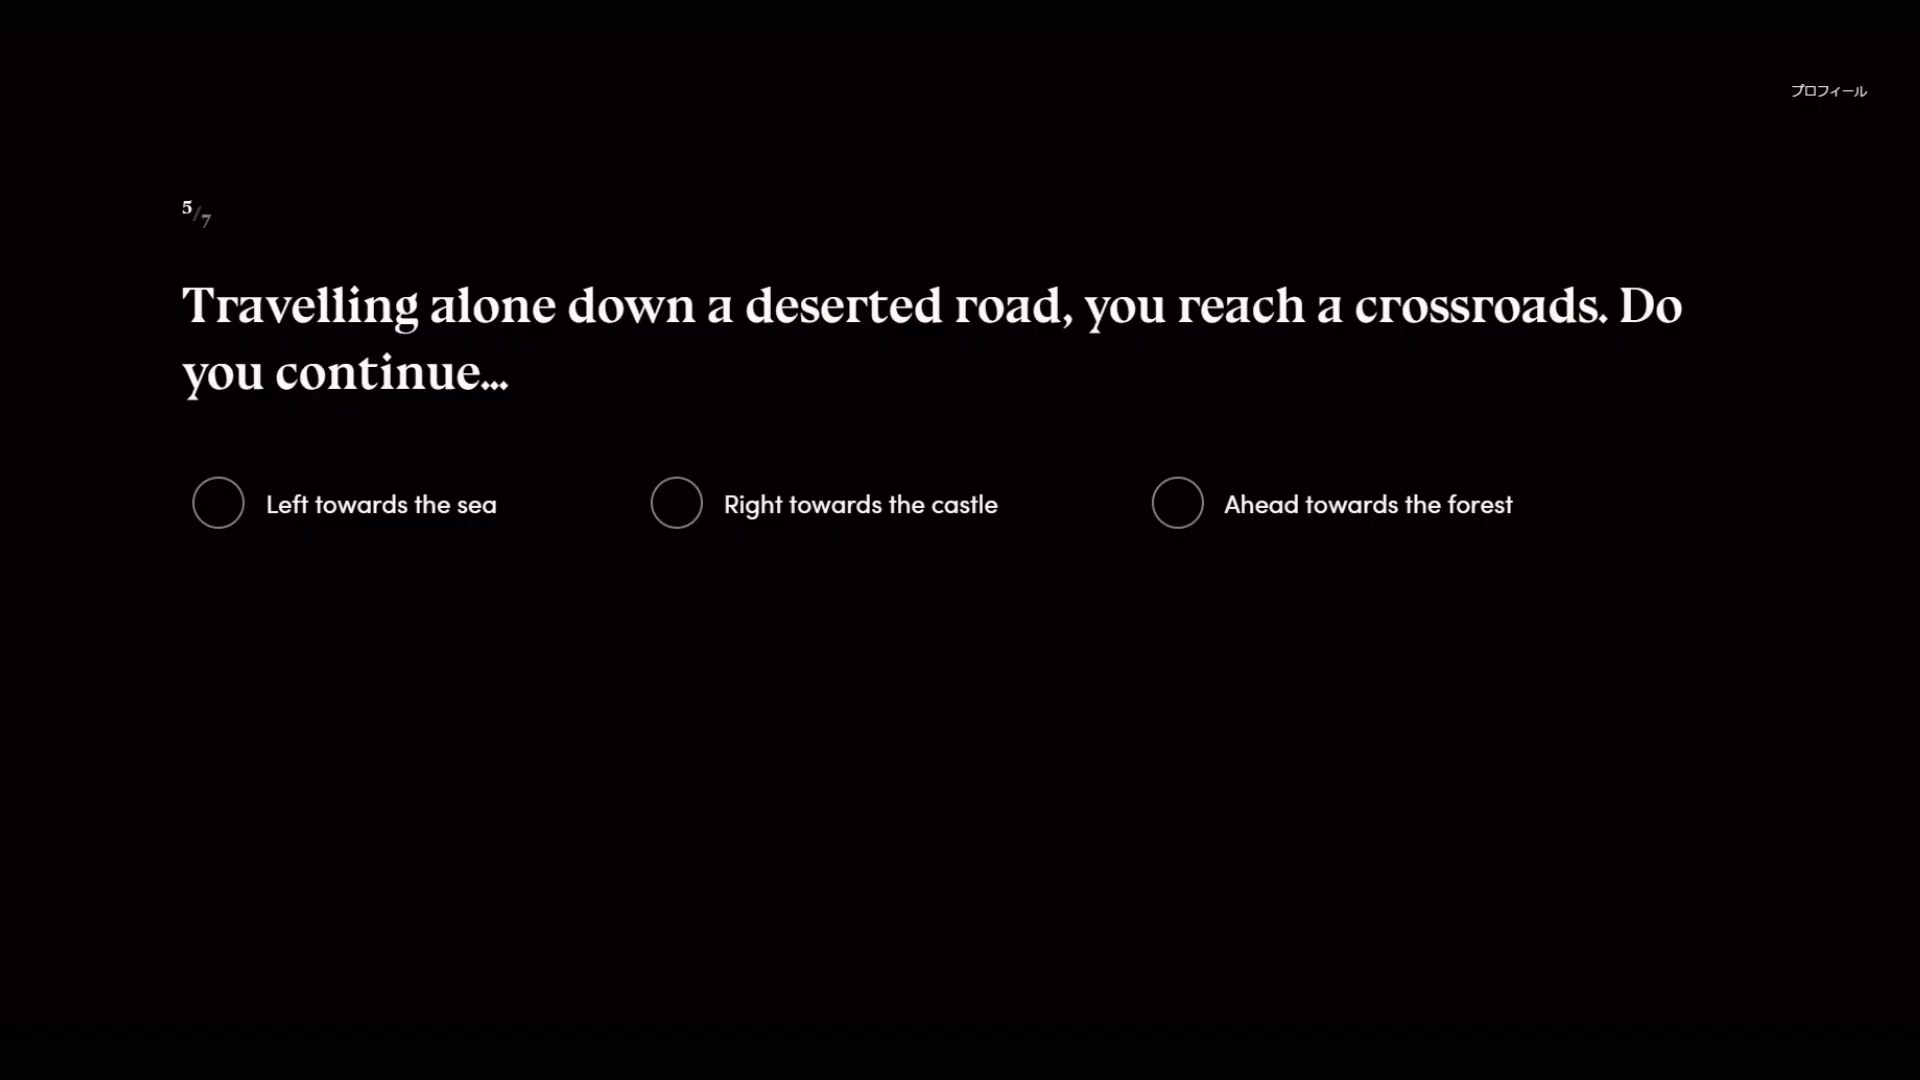 プロフィール
5/7
Travelling alone down a deserted road, you reach a crossroads. Do
you continue...
Left towards the sea
Right towards the castle
Ahead towards the forest